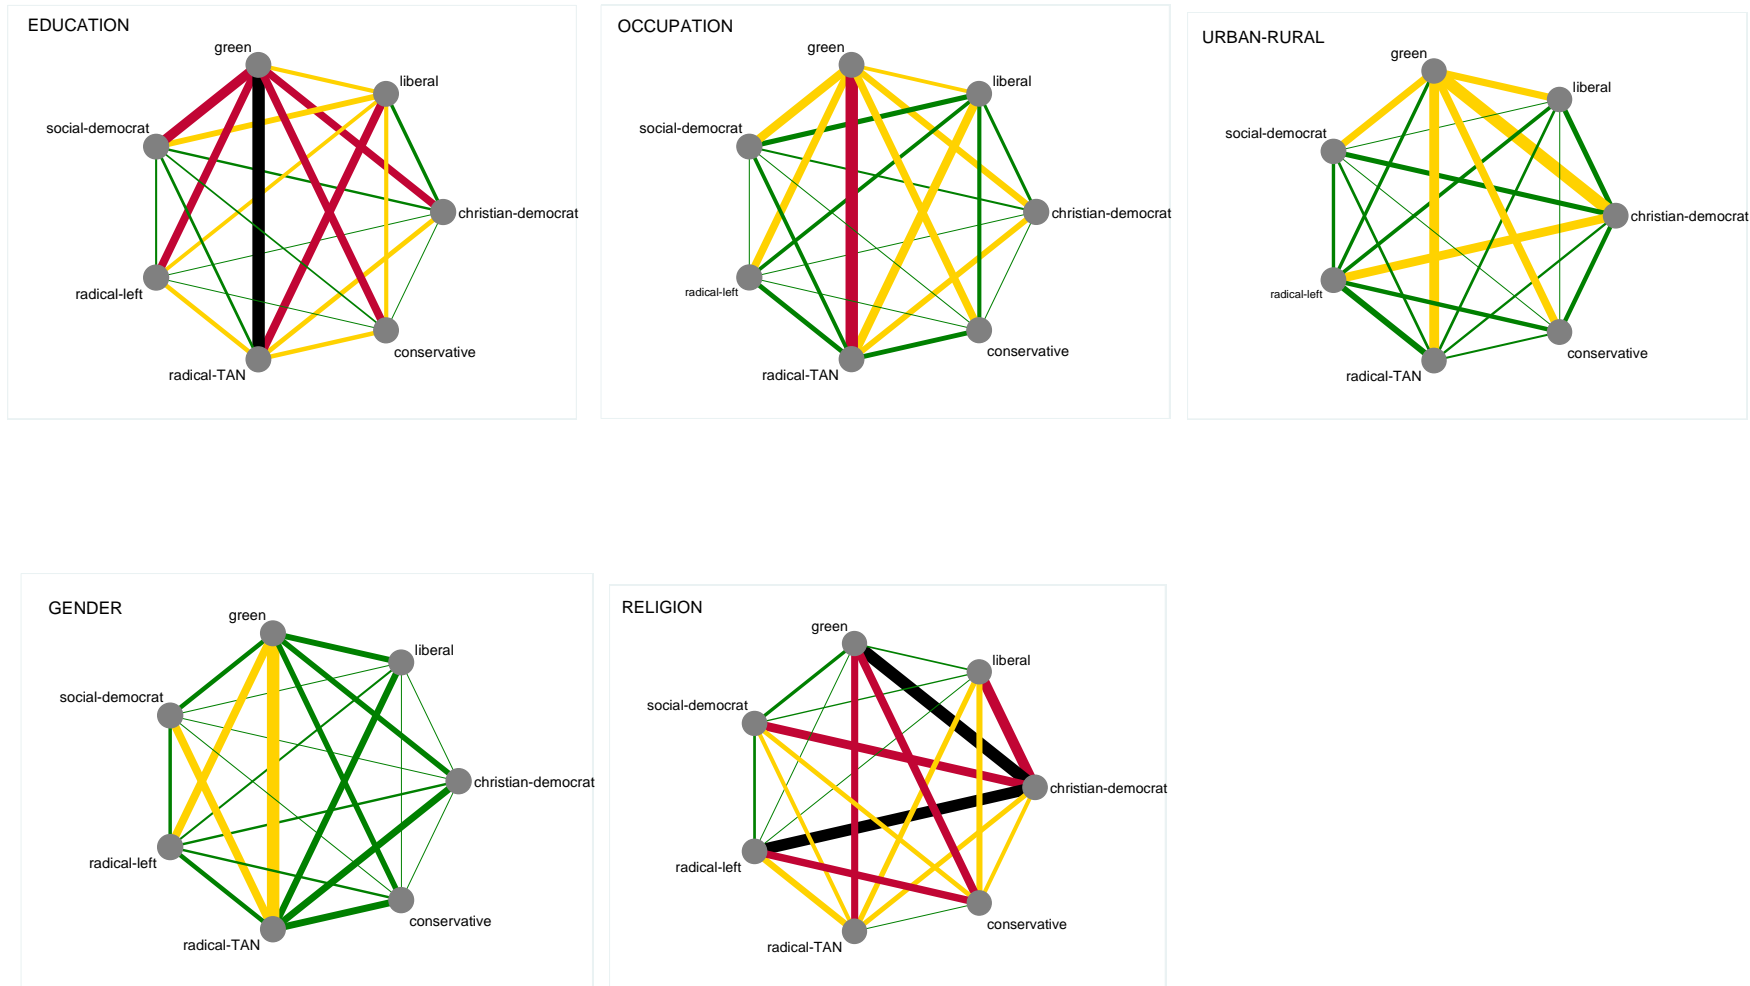 EDUCATION
green
liberal
social-democrat
christian-democrat
radical-left
conservative
radical-TAN
OCCUPATION
green
liberal
social-democrat
christian-democrat
radical-left
conservative
radical-TAN
URBAN-RURAL
green
liberal
social-democrat
christian-democrat
radical-left
conservative
radical-TAN
GENDER
green
liberal
social-democrat
christian-democrat
radical-left
conservative
radical-TAN
RELIGION
green
liberal
social-democrat
christian-democrat
radical-left
conservative
radical-TAN